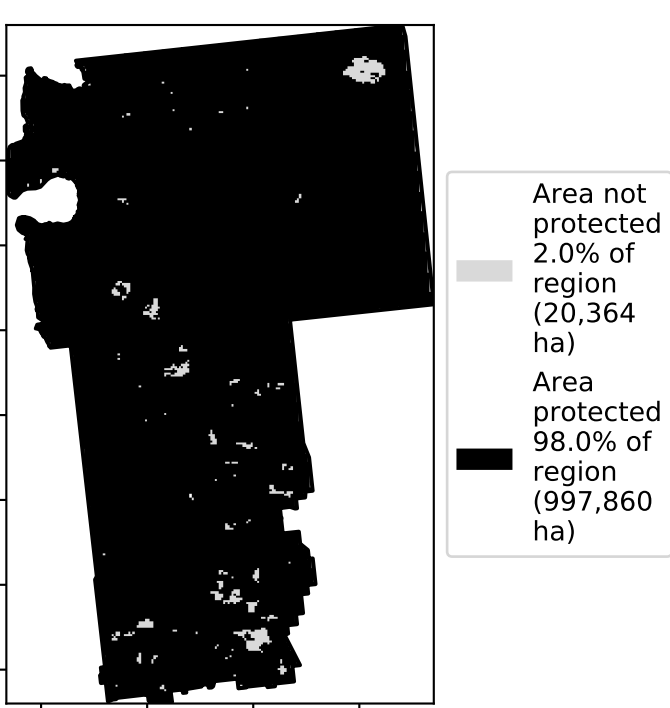 Area not
protected
2.0% of
region
(20,364
ha)
Area
protected
98.0% of
region
(997,860
ha)